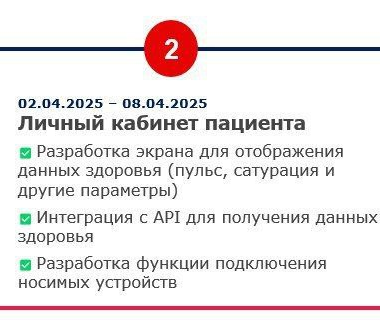 2
02.04.2025 – 08.04.2025
Личный кабинет пациента
Разработка экрана для отображения
данных здоровья (пульс, сатурация и
другие параметры)
Интеграция с API для получения данных
здоровья
Разработка функции подключения
носимых устройств